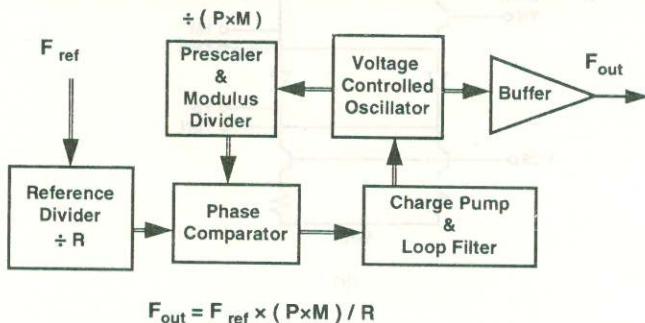 ÷ ( P×M )
F ref
Prescaler
&
Modulus
Divider
Voltage
Controlled
Oscillator
Buffer
F out
Reference
Divider
÷ R
Phase
Comparator
Charge Pump
&
Loop Filter
F out = F ref × ( P×M ) / R